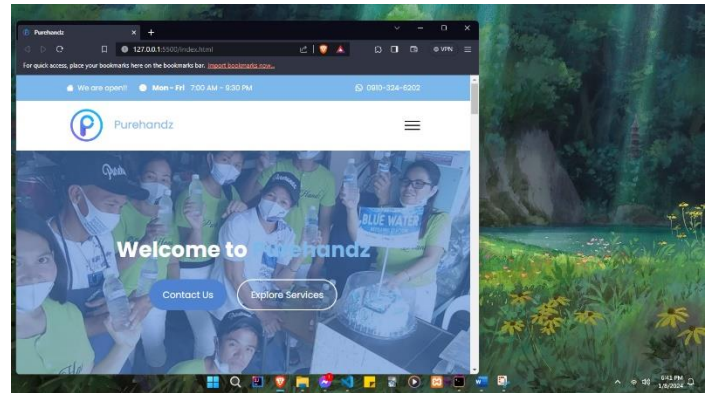 Purehandz
127.0.0.1:5500/index.html
VPN
For quick access, place your bookmarks here on the bookmarks bar. Import bookmarks now...
We are open!! Mon - Fri 7:00 AM - 9:30 PM
0910-324-6202
Purehandz
BLUE WATER
Welcome to Purehandz
Contact Us
Explore Services
6:41 PM
1/8/2024